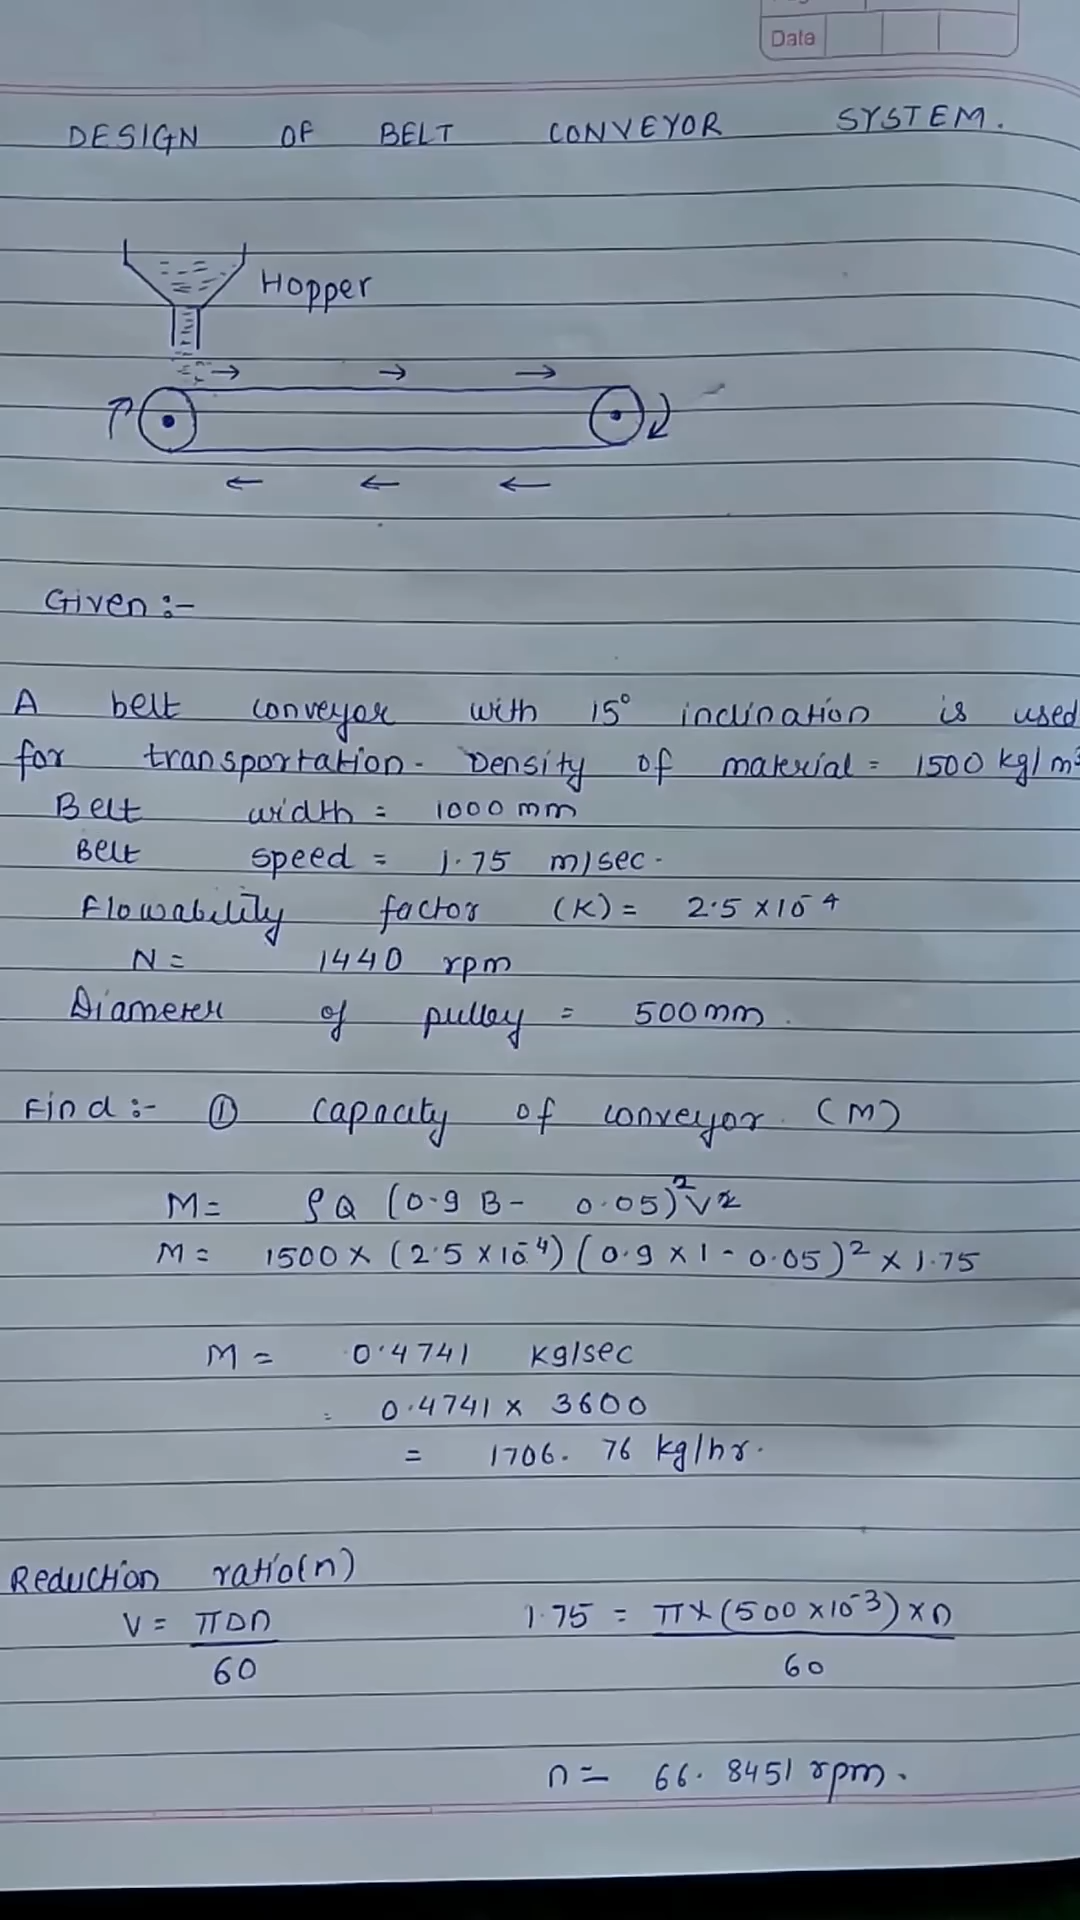 Date
DESIGN OF BELT CONVEYOR SYSTEM.
Hopper
Given :-
A belt conveyor with 15° inclination is used
for transportation. Density of material = 1500 kg/m³
Belt width = 1000 mm
Belt speed = 1.75 m/sec.
Flowability factor (K) = 2.5 × 10⁻⁴
N = 1440 rpm
Diameter of pulley = 500mm.
Find :- ① capacity of conveyor (M)
M = ρQ (0.9 B - 0.05)² V
M = 1500 × (2.5 × 10⁻⁴) (0.9 × 1 - 0.05)² × 1.75
M = 0.4741 kg/sec
= 0.4741 × 3600
= 1706.76 kg/hr.
Reduction ratio(n)
V = πDn / 60 1.75 = π × (500 × 10⁻³) × n / 60
n = 66.8451 rpm.